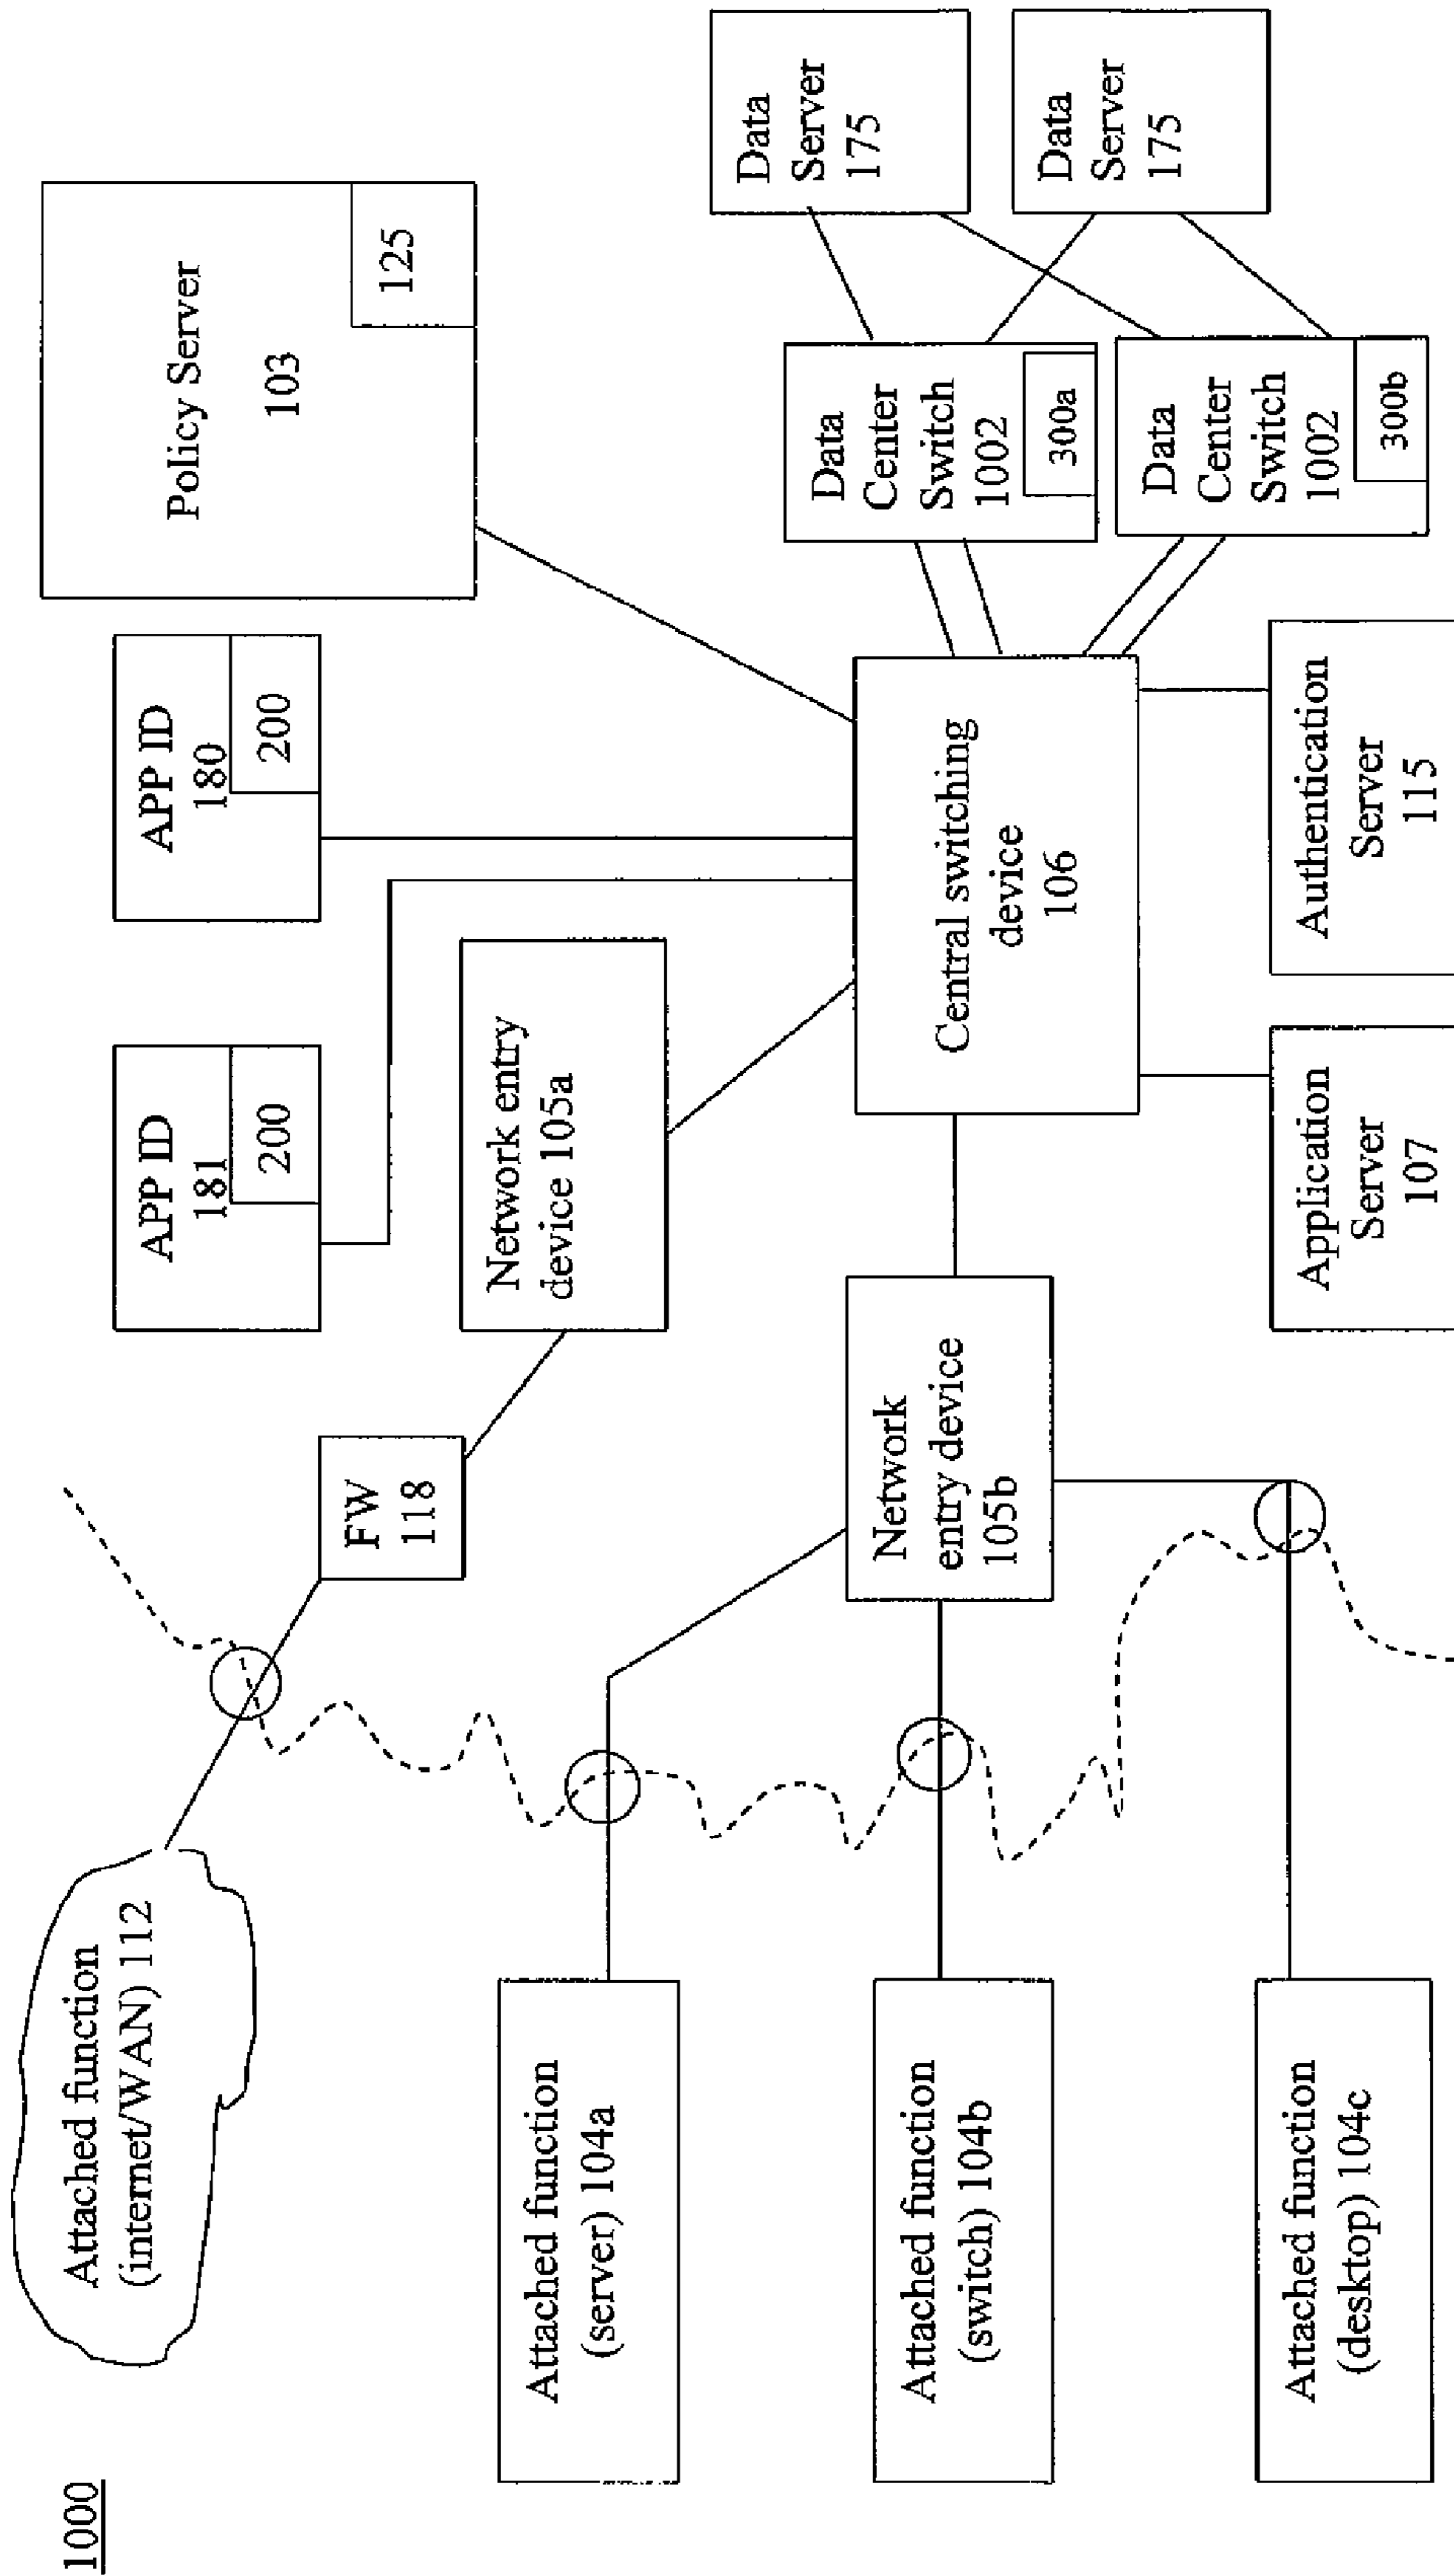 1000
Attached function
(internet/WAN) 112
Attached function
(server) 104a
Attached function
(switch) 104b
Attached function
(desktop) 104c
FW
118
Network entry
device 105a
Network
entry device
105b
APP ID
181
200
APP ID
180
200
Policy Server
103
125
Central switching
device
106
Application
Server
107
Authentication
Server
115
Data
Center
Switch
1002
300a
Data
Center
Switch
1002
300b
Data
Server
175
Data
Server
175